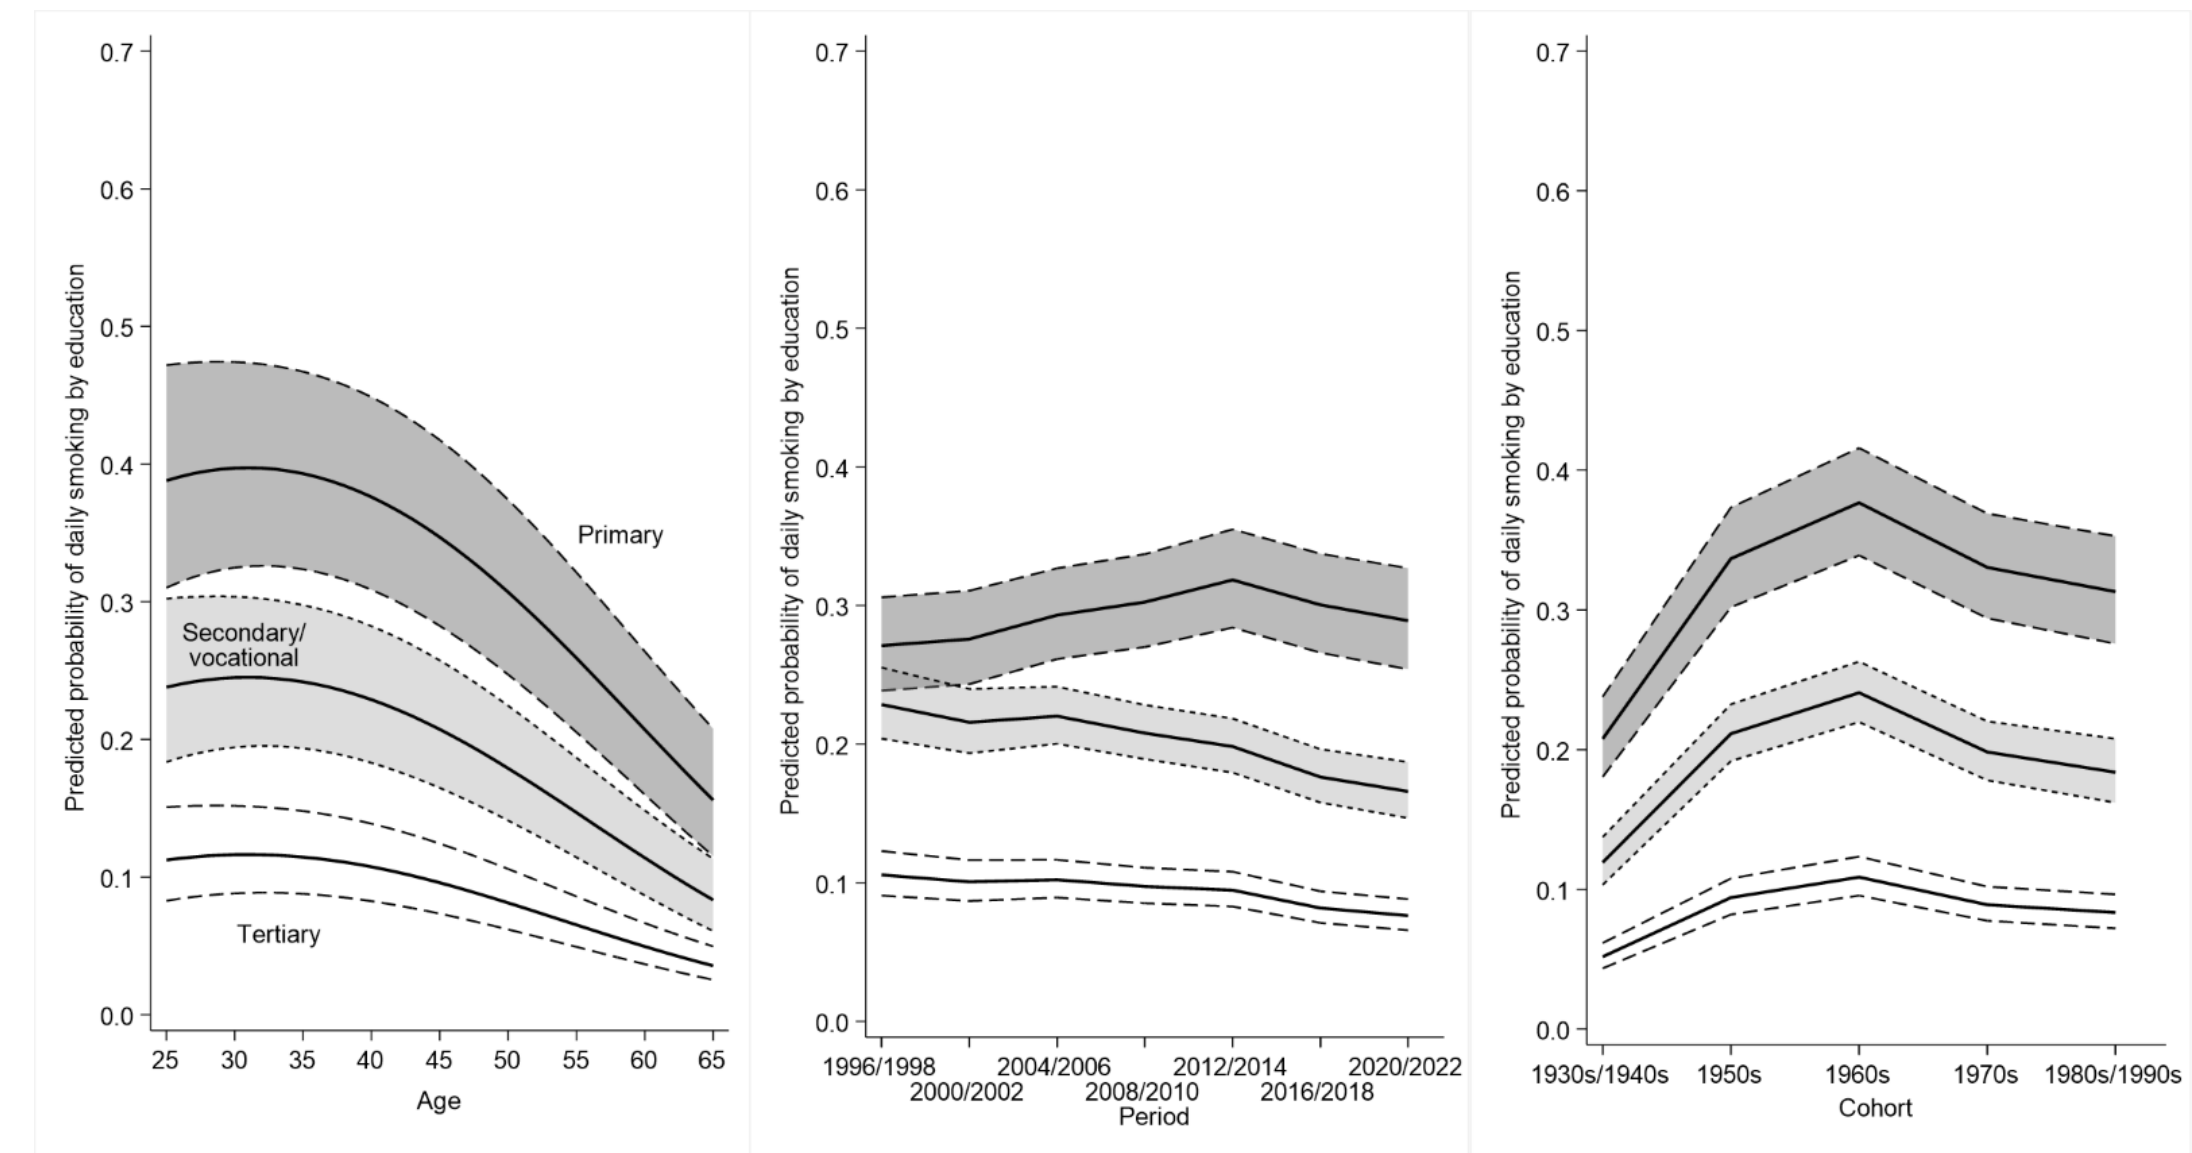 Predicted probability of daily smoking by education
0.7
0.6
0.5
0.4
0.3
0.2
0.1
0.0
Primary
Secondary/
vocational
Tertiary
25 30 35 40 45 50 55 60 65
Age
Predicted probability of daily smoking by education
0.7
0.6
0.5
0.4
0.3
0.2
0.1
0.0
1996/1998 2004/2006 2012/2014 2020/2022
2000/2002 2008/2010 2016/2018
Period
Predicted probability of daily smoking by education
0.7
0.6
0.5
0.4
0.3
0.2
0.1
0.0
1930s/1940s 1950s 1960s 1970s 1980s/1990s
Cohort